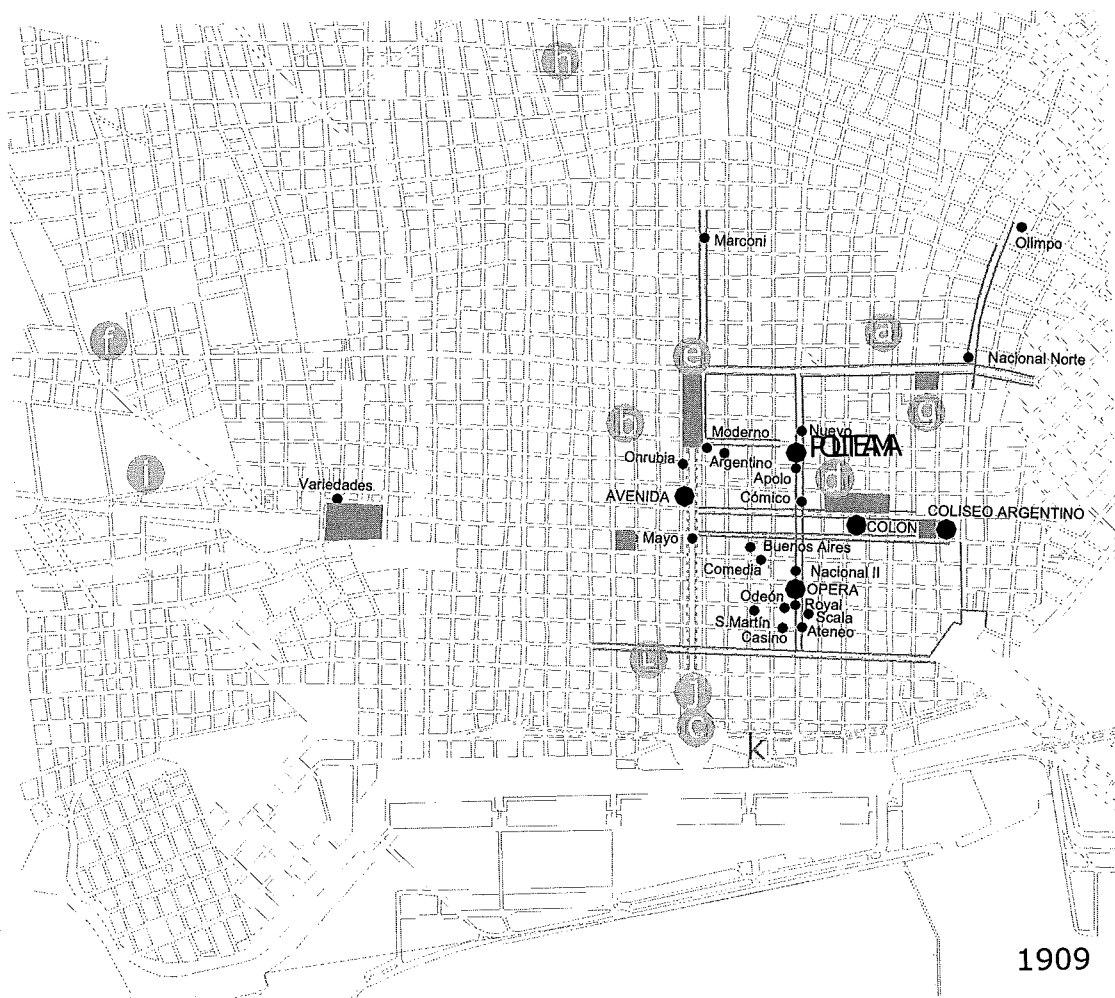 h
Marconi
Olimpo
a
f
e
Nacional Norte
b
g
Moderno
Nuevo
POLITEAMA
Onrubia
Argentino
Apolo
d
Variedades
AVENIDA
Cómico
COLISEO ARGENTINO
COLON
e Mayo
Buenos Aires
Comedia
Nacional II
OPERA
Odeón
Royal
S.Martín
Scala
Casino
Ateneo
j
c
k
1909